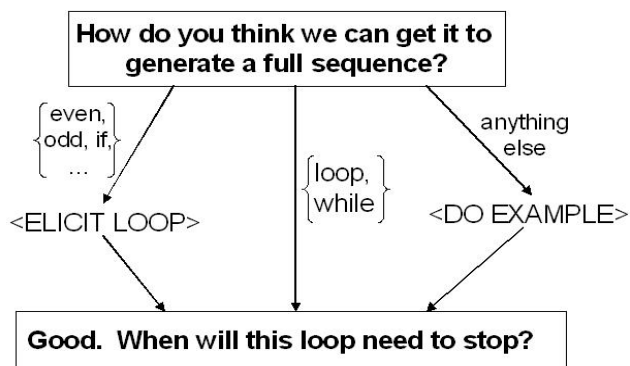 How do you think we can get it to
generate a full sequence?
even,
odd, if,
...
loop,
while
anything
else
<ELICIT LOOP>
<DO EXAMPLE>
Good. When will this loop need to stop?